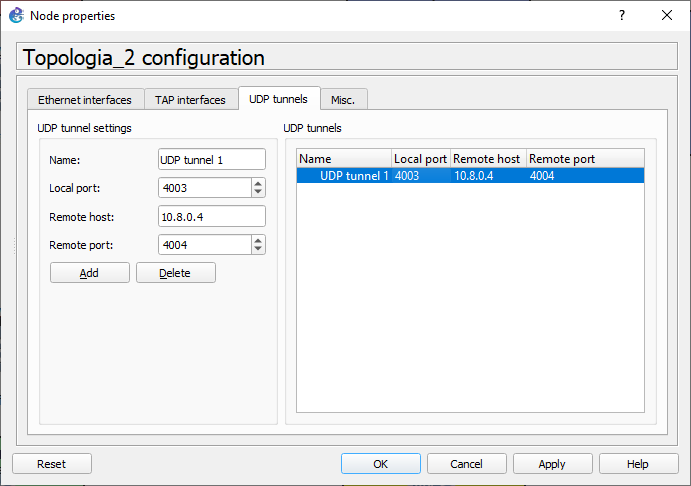 Node properties
Topologia_2 configuration
Ethernet interfaces TAP interfaces UDP tunnels Misc.
UDP tunnel settings
Name: UDP tunnel 1
Local port: 4003
Remote host: 10.8.0.4
Remote port: 4004
Add Delete
UDP tunnels
Name Local port Remote host Remote port
UDP tunnel 1 4003 10.8.0.4 4004
Reset OK Cancel Apply Help